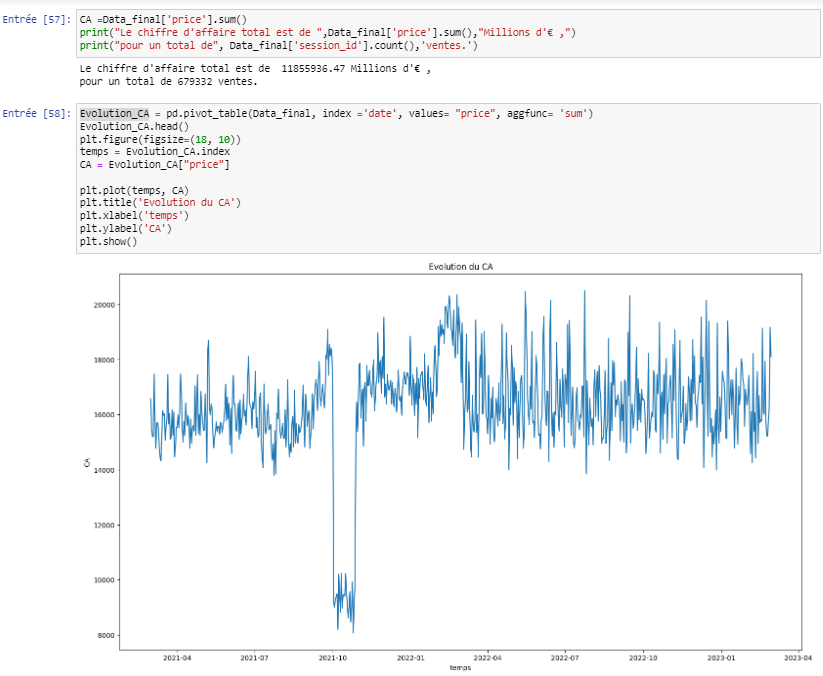 Entrée [57]: CA =Data_final['price'].sum()
print("Le chiffre d'affaire total est de ",Data_final['price'].sum(),"Millions d'€ ,")
print("pour un total de", Data_final['session_id'].count(),'ventes.')
Le chiffre d'affaire total est de  11855936.47 Millions d'€ ,
pour un total de 679332 ventes.
Entrée [58]: Evolution_CA = pd.pivot_table(Data_final, index ='date', values= "price", aggfunc= 'sum')
Evolution_CA.head()
plt.figure(figsize=(18, 10))
temps = Evolution_CA.index
CA = Evolution_CA["price"]
plt.plot(temps, CA)
plt.title('Evolution du CA')
plt.xlabel('temps')
plt.ylabel('CA')
plt.show()
Evolution du CA
20000
18000
16000
14000
12000
10000
8000
CA
2021-04 2021-07 2021-10 2022-01 2022-04 2022-07 2022-10 2023-01 2023-04
temps